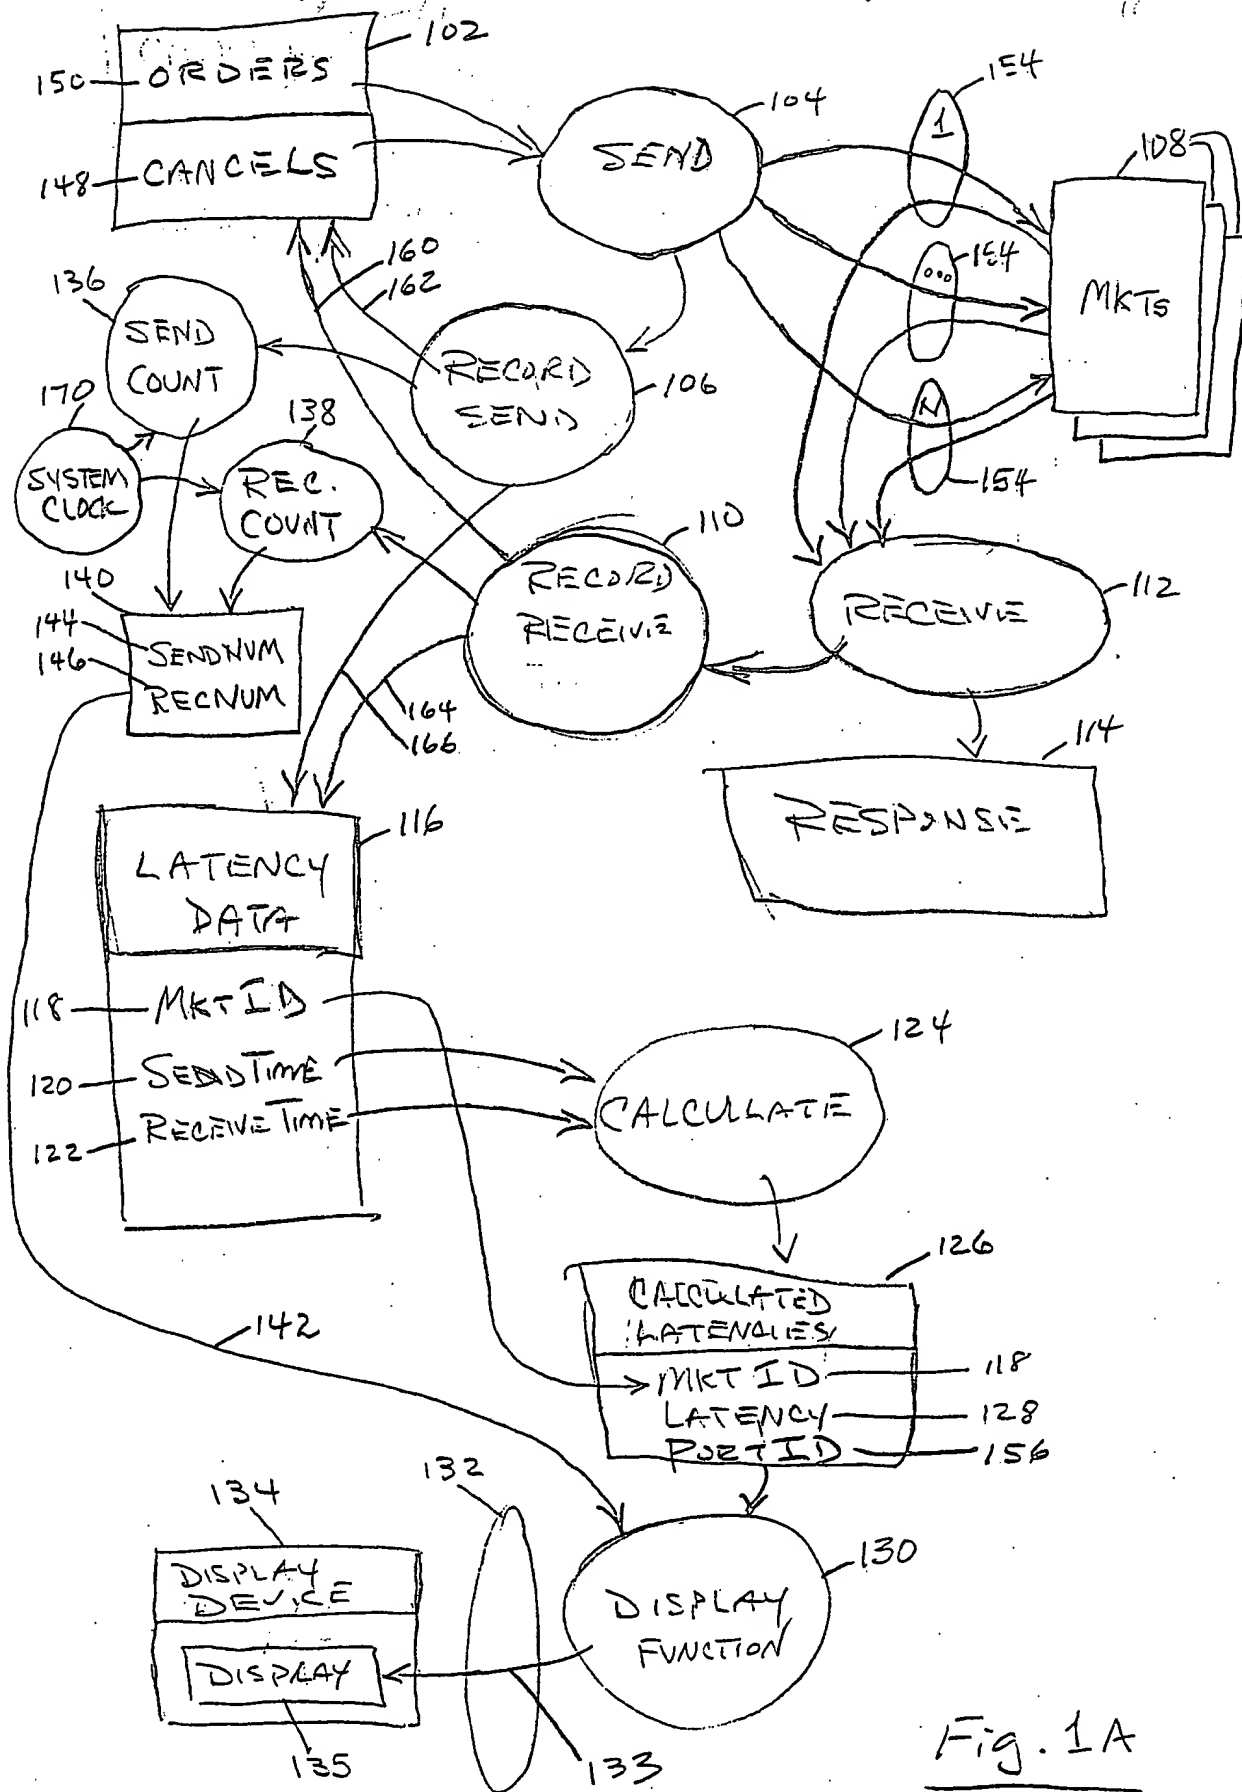 102
150
ORDERS
154
104
1
108
148
CANCELS
SEND
160
162
154
...
136
SEND
COUNT
MKTS
RECORD
SEND
106
170
138
N
SYSTEM
CLOCK
REC.
COUNT
154
110
140
RECORD
RECEIVE
RECEIVE
112
144
SENDNUM
146
RECNUM
164
166
114
RESPONSE
116
LATENCY
DATA
118
MKT ID
124
120
SENDTIME
CALCULATE
122
RECEIVE TIME
126
CALCULATED
LATENCIES
142
MKT ID
118
LATENCY
128
PORT ID
156
132
134
130
DISPLAY
DEVICE
DISPLAY
FUNCTION
DISPLAY
135
133
Fig. 1A